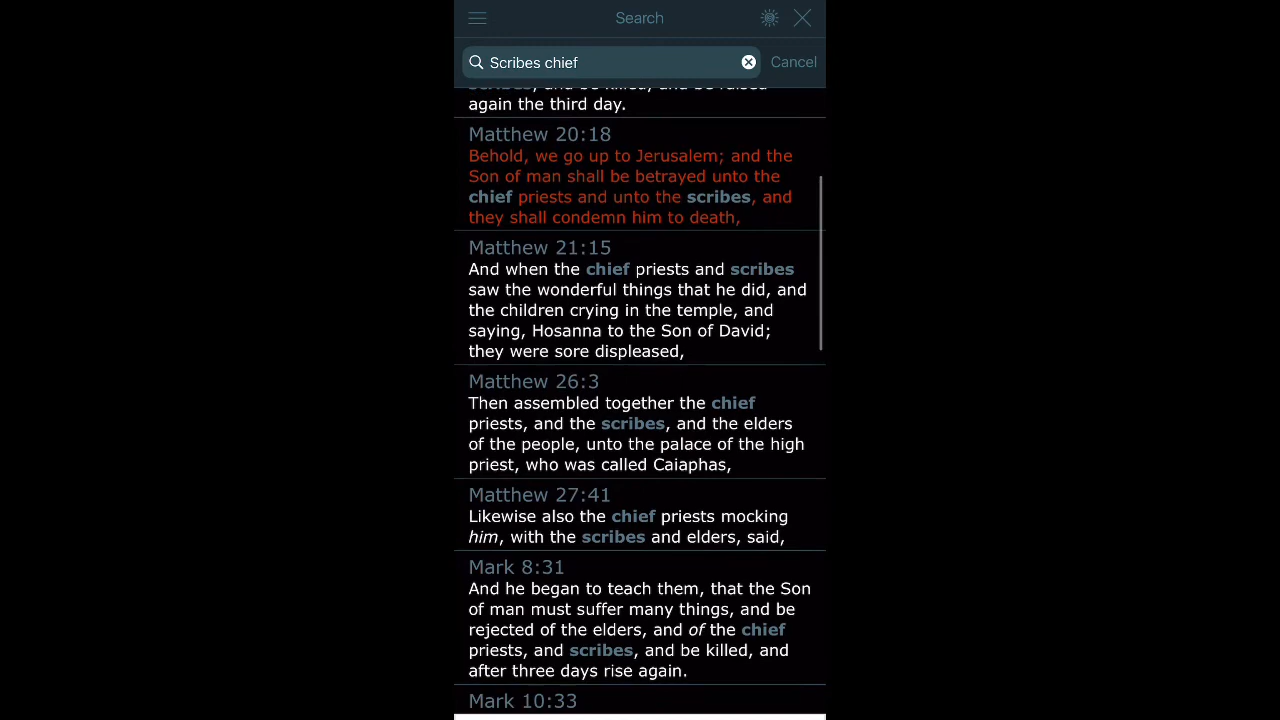 Search
Scribes chief
Cancel
scribes, and be killed, and be raised
again the third day.
Matthew 20:18
Behold, we go up to Jerusalem; and the
Son of man shall be betrayed unto the
chief priests and unto the scribes, and
they shall condemn him to death,
Matthew 21:15
And when the chief priests and scribes
saw the wonderful things that he did, and
the children crying in the temple, and
saying, Hosanna to the Son of David;
they were sore displeased,
Matthew 26:3
Then assembled together the chief
priests, and the scribes, and the elders
of the people, unto the palace of the high
priest, who was called Caiaphas,
Matthew 27:41
Likewise also the chief priests mocking
him, with the scribes and elders, said,
Mark 8:31
And he began to teach them, that the Son
of man must suffer many things, and be
rejected of the elders, and of the chief
priests, and scribes, and be killed, and
after three days rise again.
Mark 10:33